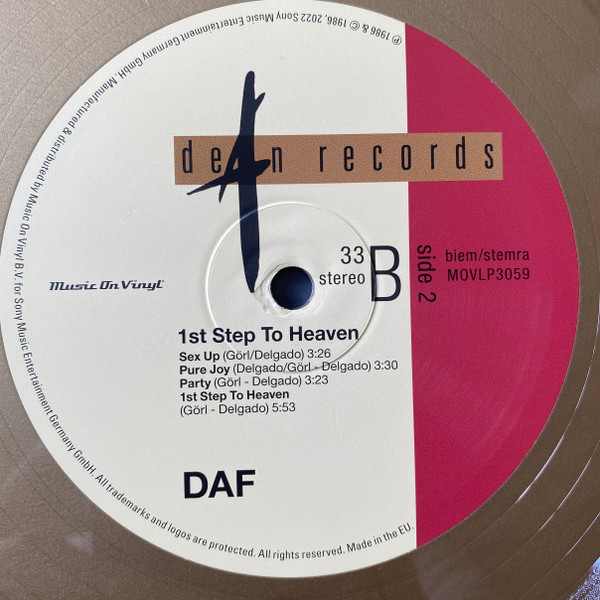 ℗ 1986 & © 1986, 2022 Sony Music Entertainment Germany GmbH. Manufactured & distributed by Music On Vinyl B.V. for Sony Music Entertainment Germany GmbH. All trademarks and logos are protected. All rights reserved. Made in the EU.
dean records
33
stereo
B
side 2
biem/stemra
MOVLP3059
Music On Vinyl
1st Step To Heaven
Sex Up (Görl/Delgado) 3:26
Pure Joy (Delgado/Görl - Delgado) 3:30
Party (Görl - Delgado) 3:23
1st Step To Heaven
(Görl - Delgado) 5:53
DAF